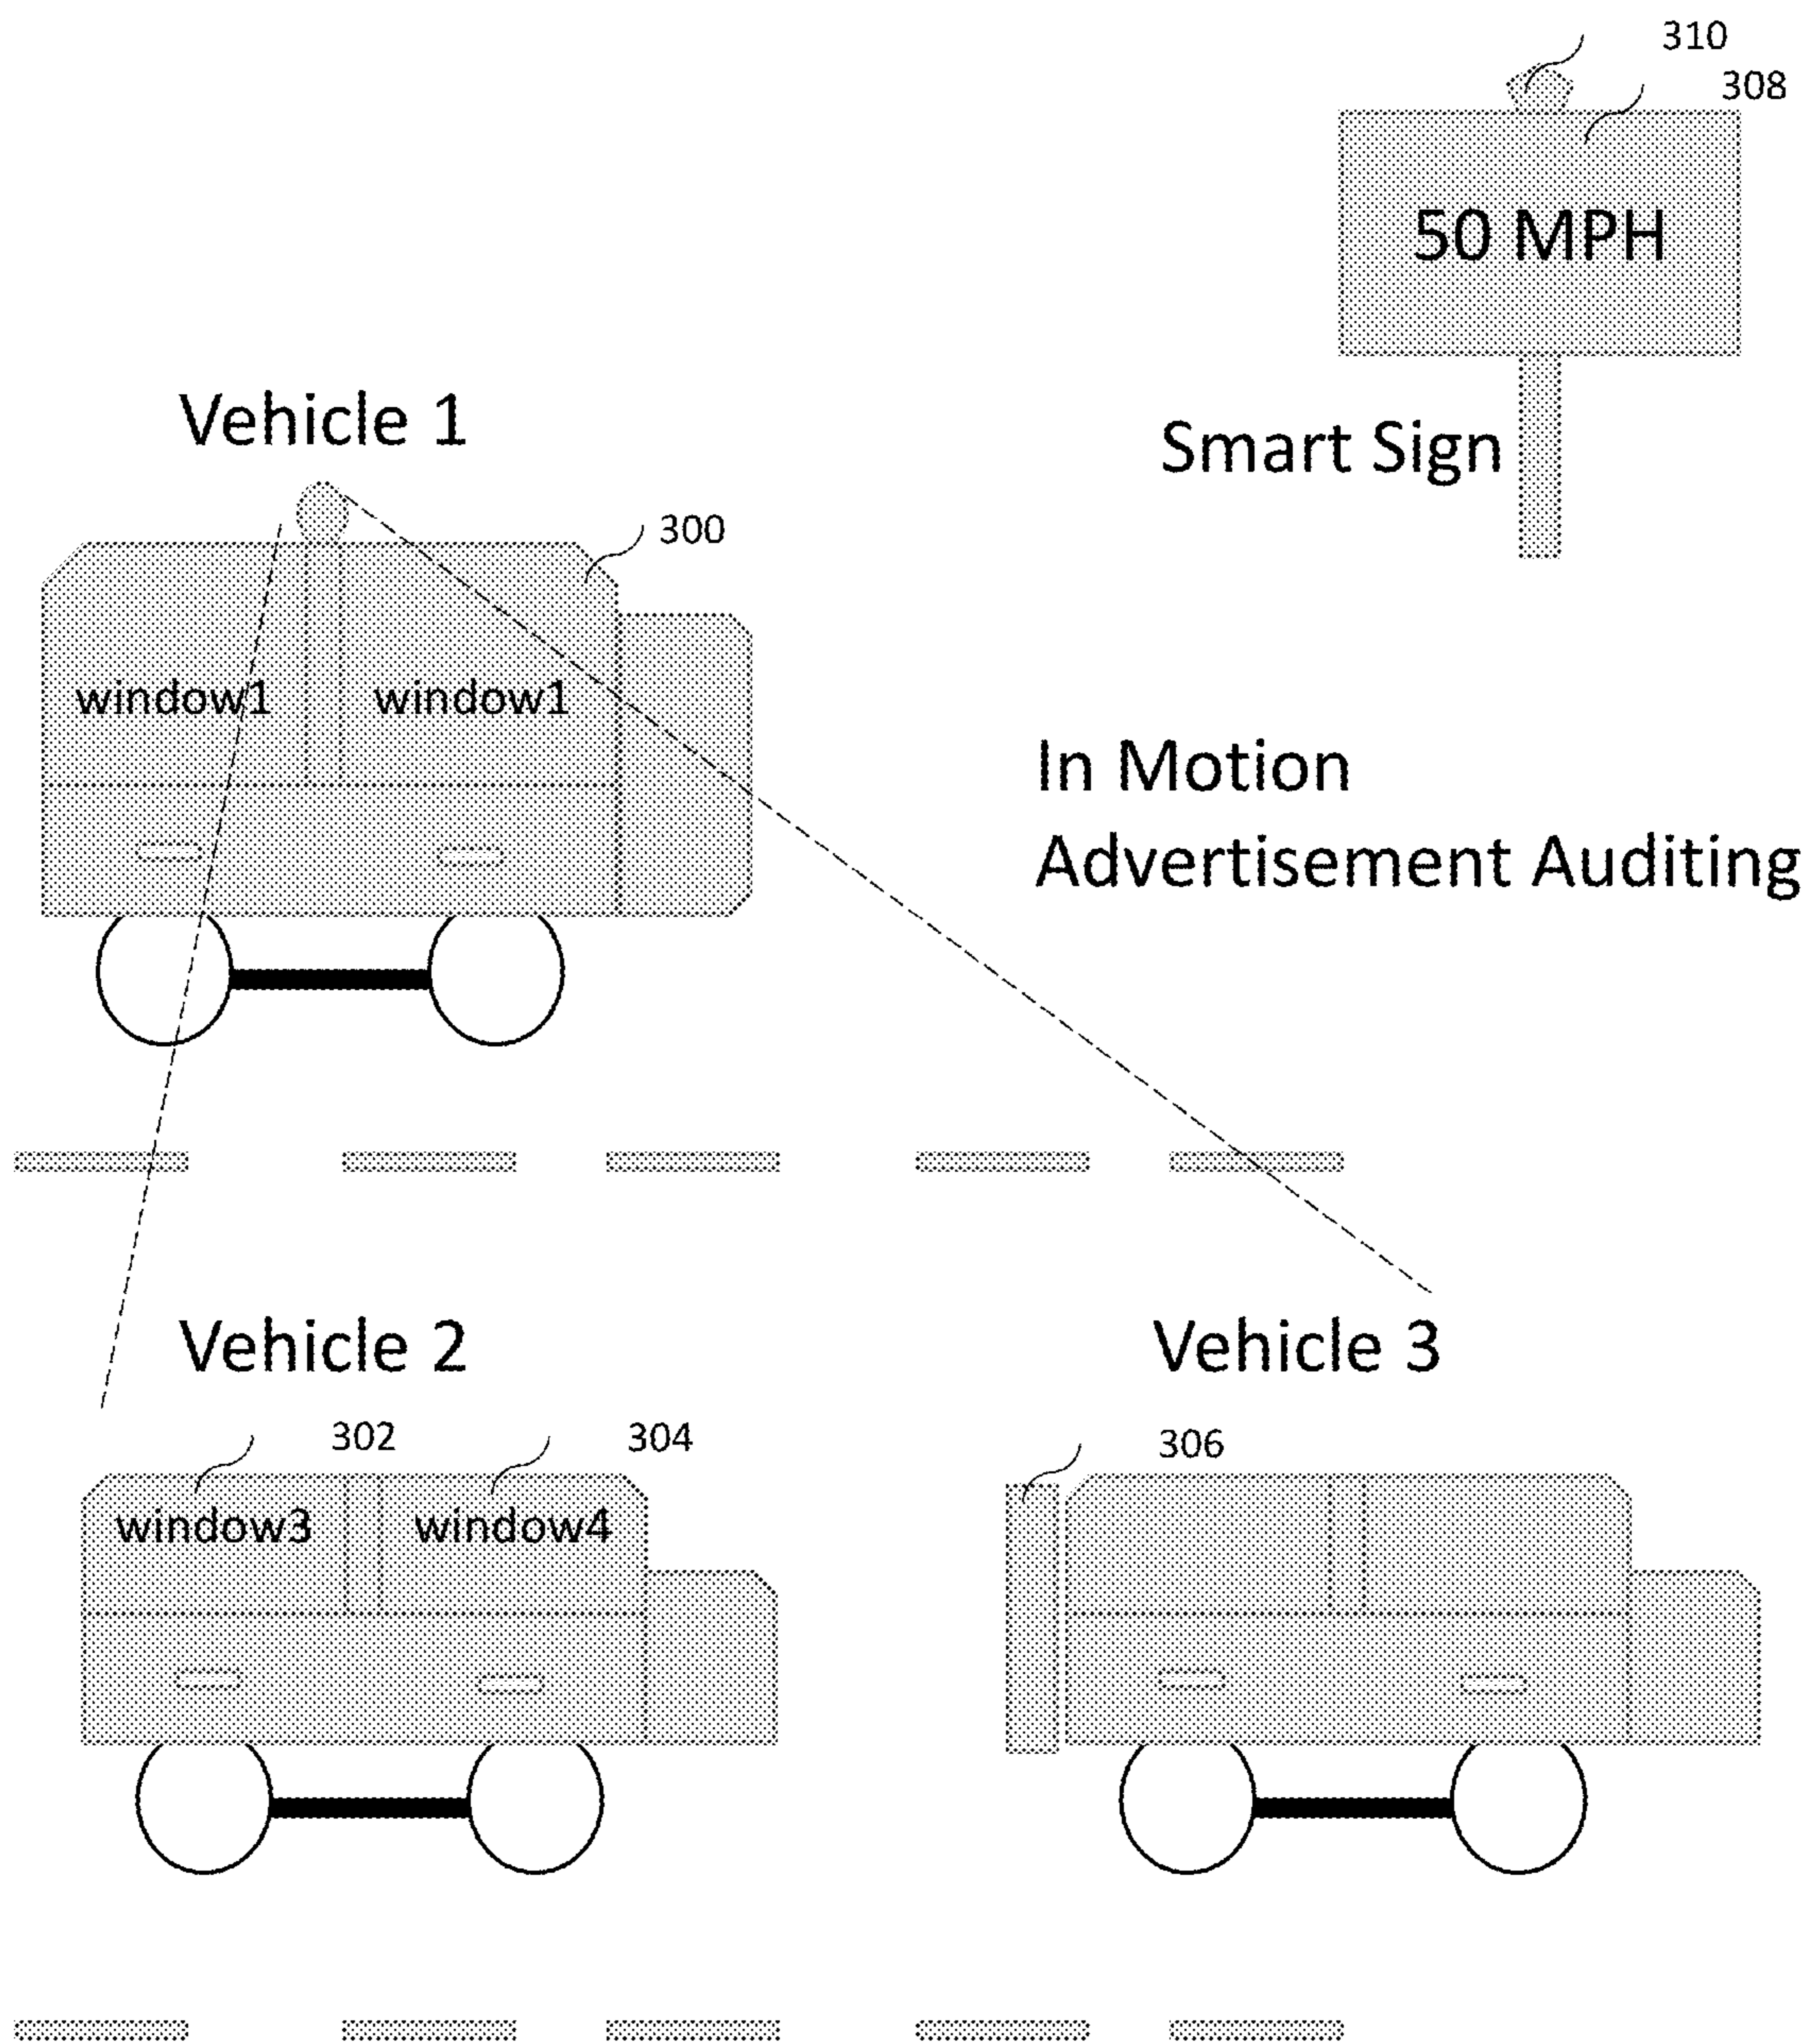 310
308
50 MPH
Vehicle 1
Smart Sign
300
window1 window1
In Motion
Advertisement Auditing
Vehicle 2 Vehicle 3
302 304 306
window3 window4